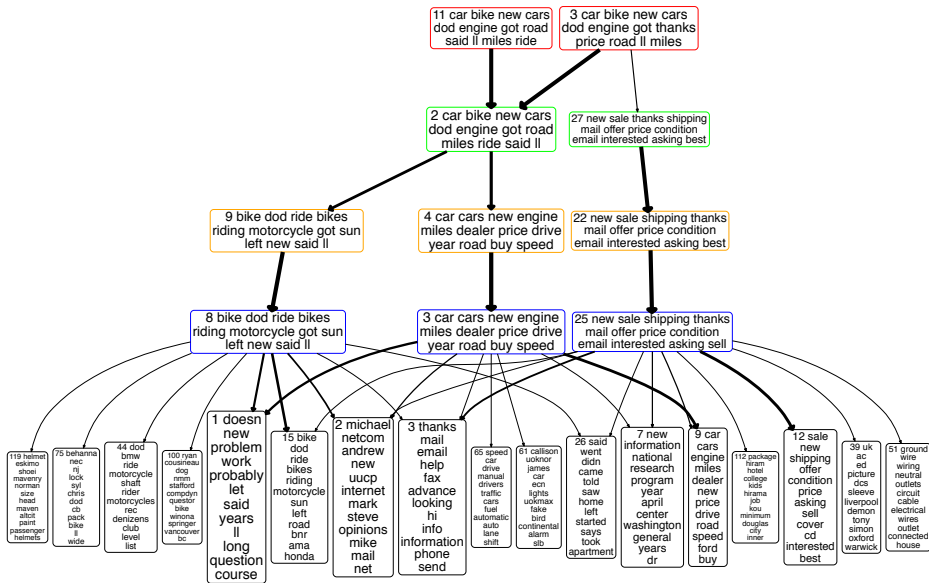 11 car bike new cars
dod engine got road
said ll miles ride
3 car bike new cars
dod engine got thanks
price road ll miles
2 car bike new cars
dod engine got road
miles ride said ll
27 new sale thanks shipping
mail offer price condition
email interested asking best
9 bike dod ride bikes
riding motorcycle got sun
left new said ll
4 car cars new engine
miles dealer price drive
year road buy speed
22 new sale shipping thanks
mail offer price condition
email interested asking best
8 bike dod ride bikes
riding motorcycle got sun
left new said ll
3 car cars new engine
miles dealer price drive
year road buy speed
25 new sale shipping thanks
mail offer price condition
email interested asking sell
119 helmet
eskimo
shoei
mavenry
norman
size
head
maven
altcit
paint
passenger
helmets
75 behanna
nec
nj
lock
syl
chris
dod
cb
pack
bike
ll
wide
44 dod
bmw
ride
motorcycle
shaft
rider
motorcycles
rec
denizens
club
level
list
100 ryan
cousineau
dog
nmm
stafford
compdyn
questor
bike
winona
springer
vancouver
bc
1 doesn
new
problem
work
probably
let
said
years
ll
long
question
course
15 bike
dod
ride
bikes
riding
motorcycle
sun
left
road
bnr
ama
honda
2 michael
netcom
andrew
new
uucp
internet
mark
steve
opinions
mike
mail
net
3 thanks
mail
email
help
fax
advance
looking
hi
info
information
phone
send
65 speed
car
drive
manual
drivers
traffic
cars
fuel
automatic
auto
lane
shift
61 callison
uoknor
james
car
ecn
lights
uokmax
fake
bird
continental
alarm
slb
26 said
went
didn
came
told
saw
home
left
started
says
took
apartment
7 new
information
national
research
program
year
april
center
washington
general
years
dr
9 car
cars
engine
miles
dealer
new
price
drive
road
speed
ford
buy
112 package
hiram
hotel
college
kids
hirama
job
kou
minimum
douglas
city
inner
12 sale
new
shipping
offer
condition
price
asking
sell
cover
cd
interested
best
39 uk
ac
ed
picture
dcs
sleeve
liverpool
demon
tony
simon
oxford
warwick
51 ground
wire
wiring
neutral
outlets
circuit
cable
electrical
wires
outlet
connected
house